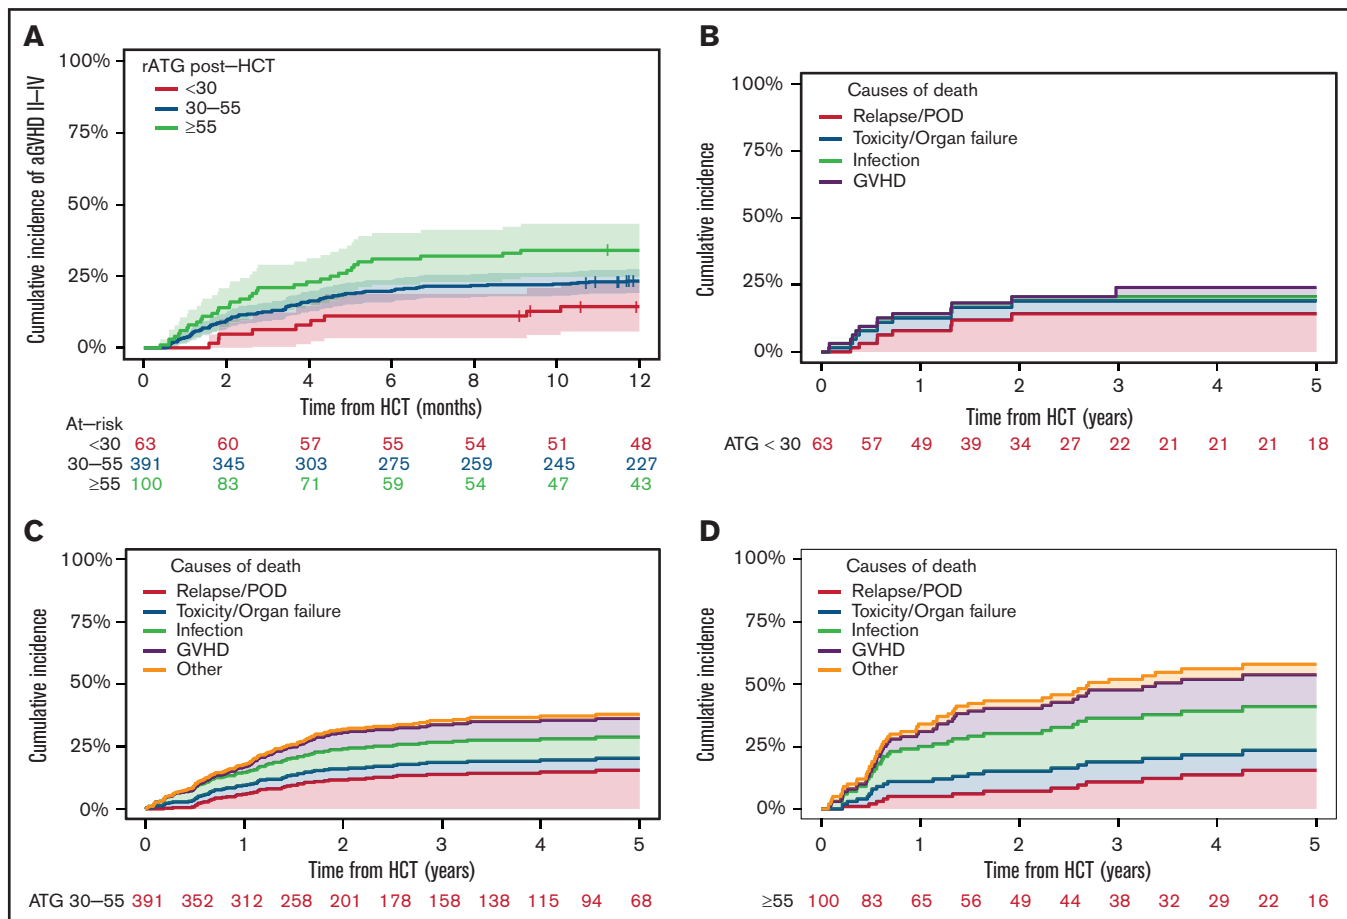 A
Cumulative incidence of aGVHD II–IV
100%
75%
50%
25%
0%
rATG post–HCT
<30
30–55
≥55
0 2 4 6 8 10 12
Time from HCT (months)
At–risk
<30 63 60 57 55 54 51 48
30–55 391 345 303 275 259 245 227
≥55 100 83 71 59 54 47 43
B
Cumulative incidence
100%
75%
50%
25%
0%
Causes of death
Relapse/POD
Toxicity/Organ failure
Infection
GVHD
0 1 2 3 4 5
Time from HCT (years)
ATG < 30 63 57 49 39 34 27 22 21 21 21 18
C
Cumulative incidence
100%
75%
50%
25%
0%
Causes of death
Relapse/POD
Toxicity/Organ failure
Infection
GVHD
Other
0 1 2 3 4 5
Time from HCT (years)
ATG 30–55 391 352 312 258 201 178 158 138 115 94 68
D
Cumulative incidence
100%
75%
50%
25%
0%
Causes of death
Relapse/POD
Toxicity/Organ failure
Infection
GVHD
Other
0 1 2 3 4 5
Time from HCT (years)
≥55 100 83 65 56 49 44 38 32 29 22 16